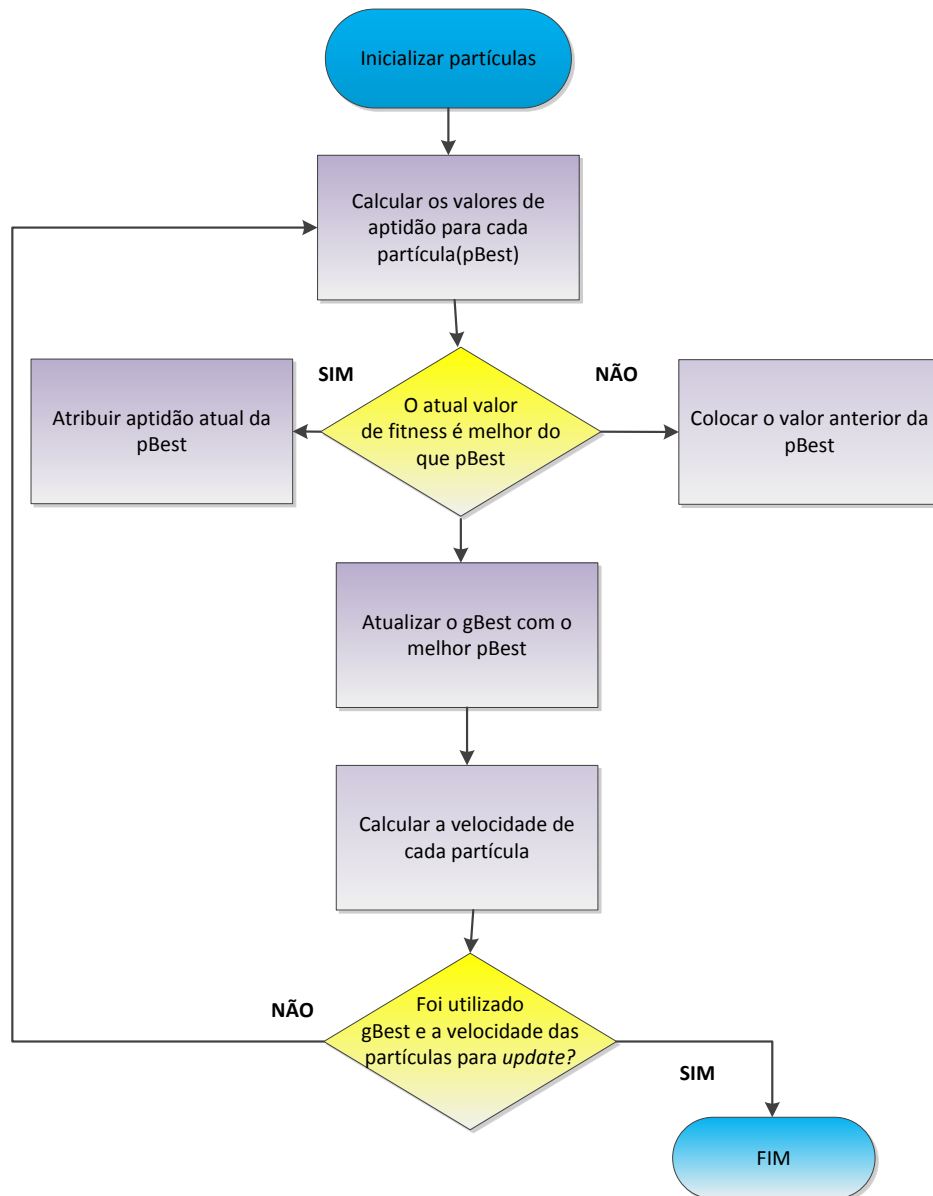 Inicializar partículas
Calcular os valores de
aptidão para cada
partícula(pBest)
SIM
NÃO
Atribuir aptidão atual da
pBest
O atual valor
de fitness é melhor do
que pBest
Colocar o valor anterior da
pBest
Atualizar o gBest com o
melhor pBest
Calcular a velocidade de
cada partícula
NÃO
Foi utilizado
gBest e a velocidade das
partículas para update?
SIM
FIM